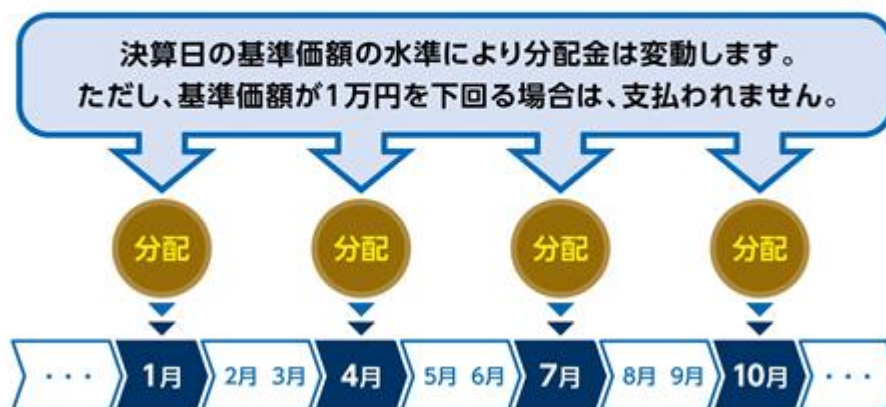 決算日の基準価額の水準により分配金は変動します。
ただし、基準価額が1万円を下回る場合は、支払われません。
分配 分配 分配 分配
・・・ 1月 2月 3月 4月 5月 6月 7月 8月 9月 10月 ・・・